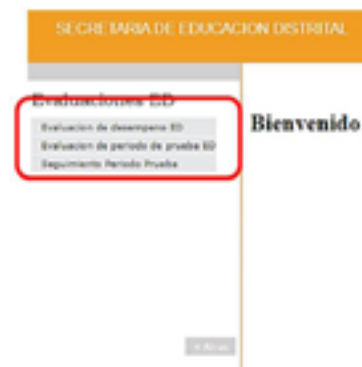 SECRETARIA DE EDUCACION DISTRITAL
Evaluaciones ED
Evaluacion de desempeno ED
Evaluacion de periodo de prueba ED
Seguimiento Periodo Prueba
Bienvenido